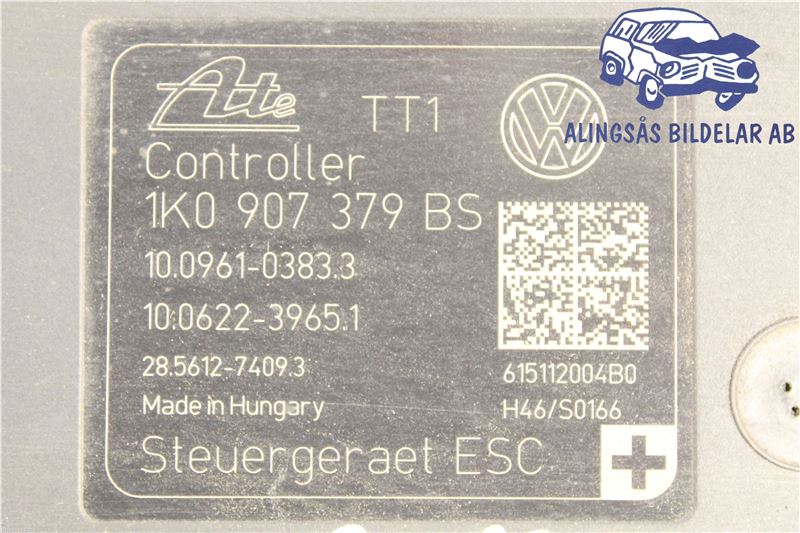 Ate TT1
ALINGSÅS BILDELAR AB
Controller
1K0 907 379 BS
10.0961-0383.3
10.0622-3965.1
28.5612-7409.3
615112004B0
Made in Hungary
H46/S0166
Steuergeraet ESC